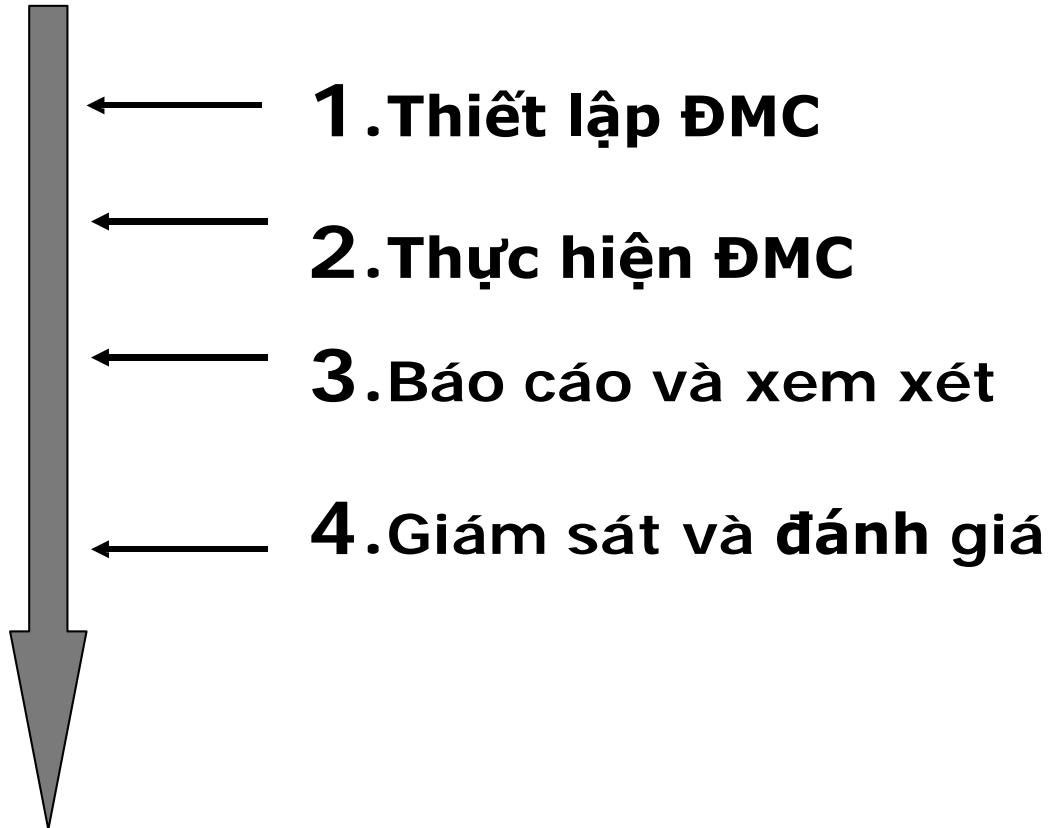 1.Thiết lập ĐMC
2.Thực hiện ĐMC
3.Báo cáo và xem xét
4.Giám sát và đánh giá